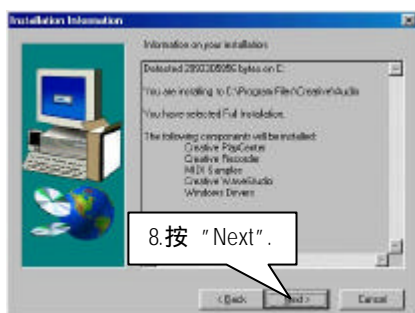 Installation Information
Information on your installation
Detected 2892308096 bytes on C:
You are installing to C:\Program Files\Creative\Audio
You have selected Full Installation.
The following components will be installed:
Creative PlayCenter
Creative Recorder
MIDI Samples
Creative WaveStudio
Windows Drivers
8.按 "Next".
< Back
Next >
Cancel